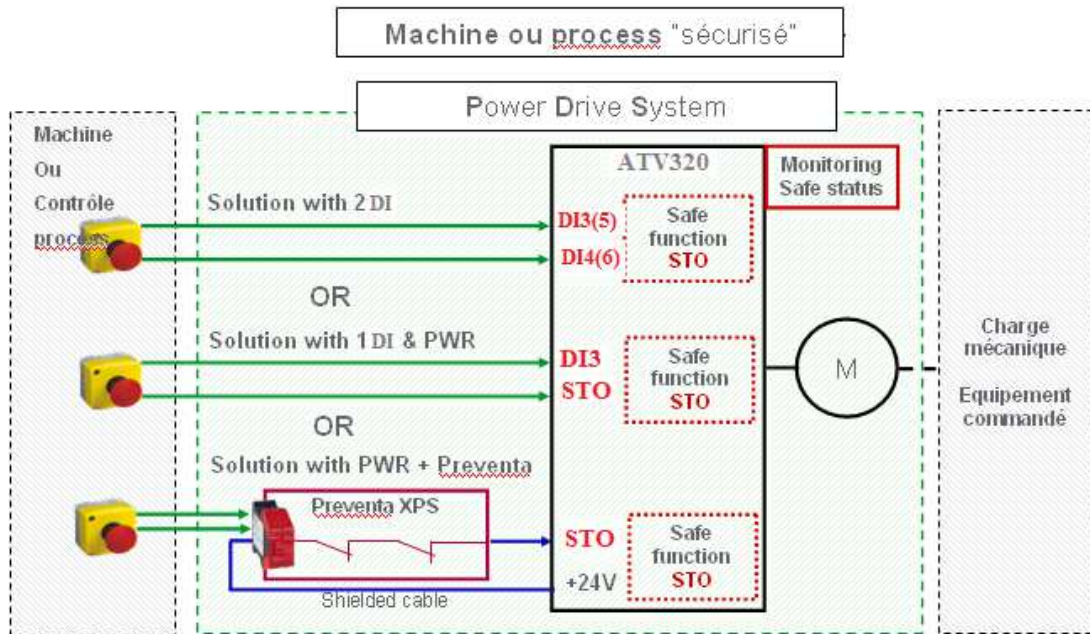 Machine ou process "sécurisé"
Power Drive System
Machine
Ou
Contrôle
process
ATV320
Monitoring
Safe status
Solution with 2 DI
DI3(5)
DI4(6)
Safe
function
STO
OR
Solution with 1 DI & PWR
DI3
STO
Safe
function
STO
M
Charge
mécanique
Equipement
commandé
OR
Solution with PWR + Preventa
Preventa XPS
STO
+24V
Safe
function
STO
Shielded cable